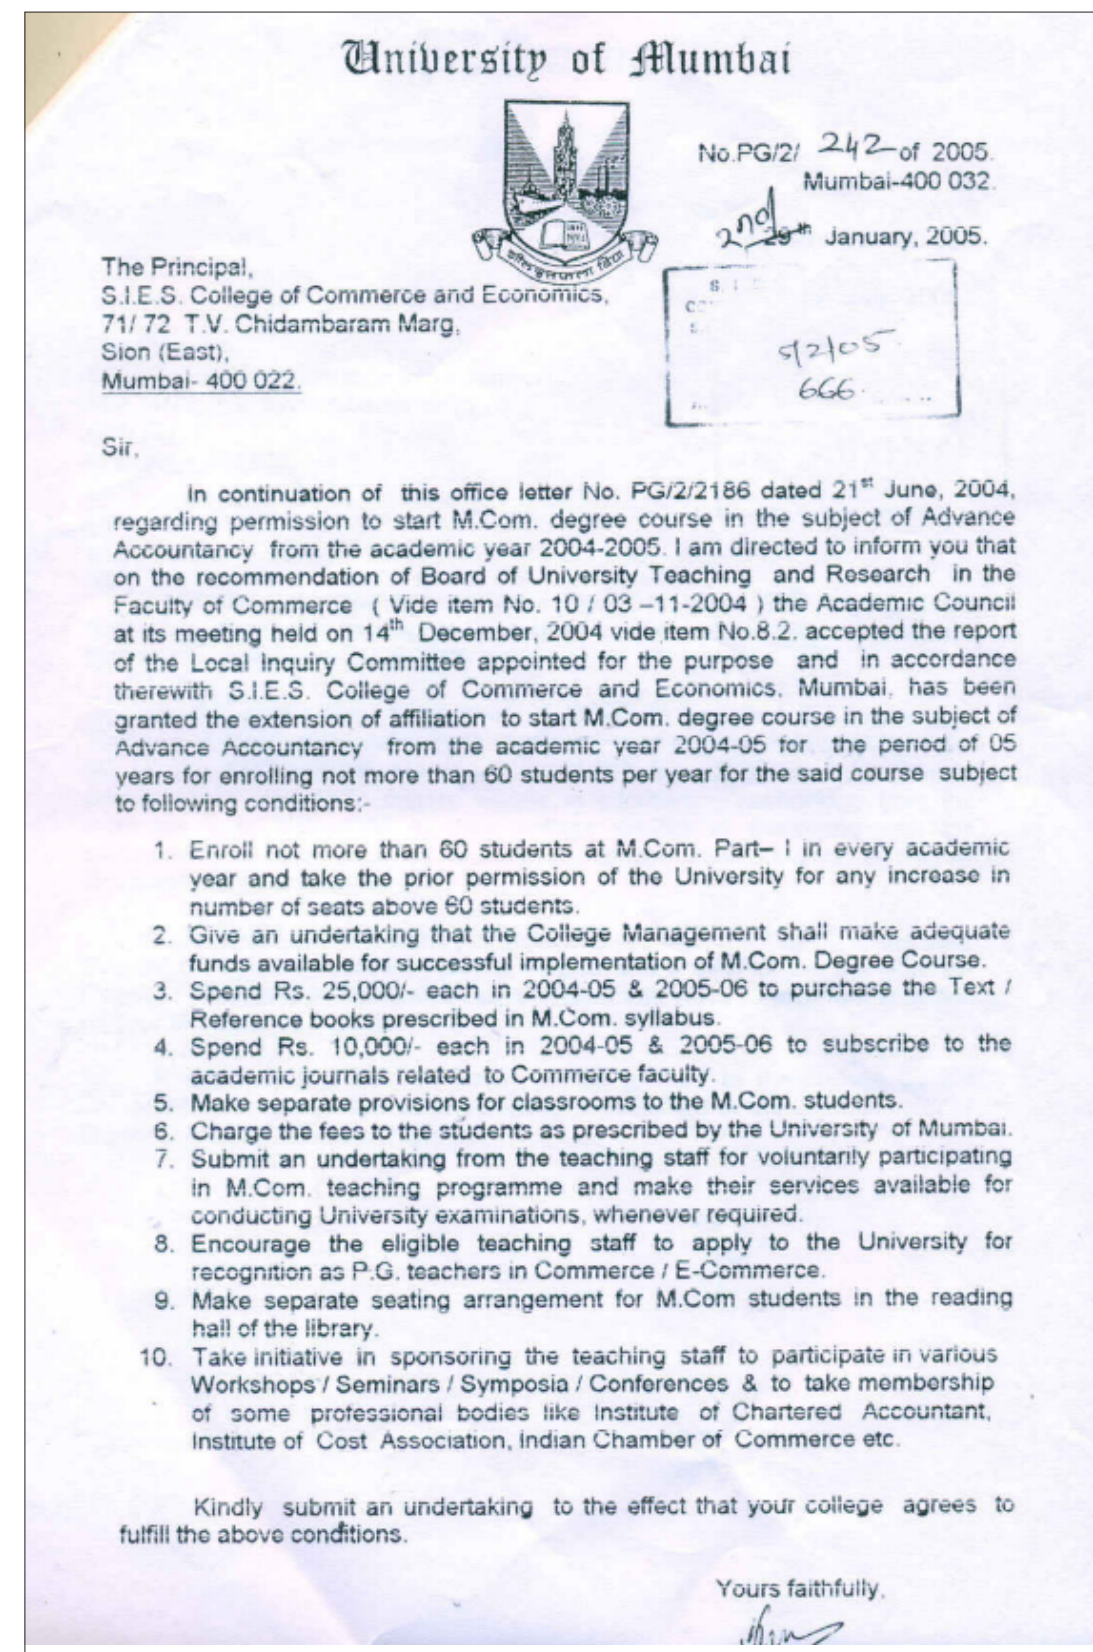 University of Mumbai
No.PG/2/ 242 of 2005.
Mumbai-400 032.
2nd 29th January, 2005.
The Principal,
S.I.E.S. College of Commerce and Economics,
71/ 72 T.V. Chidambaram Marg,
Sion (East),
Mumbai- 400 022.
5/2/05
666
Sir,
In continuation of this office letter No. PG/2/2186 dated 21st June, 2004,
regarding permission to start M.Com. degree course in the subject of Advance
Accountancy from the academic year 2004-2005. I am directed to inform you that
on the recommendation of Board of University Teaching and Research in the
Faculty of Commerce ( Vide item No. 10 / 03 –11-2004 ) the Academic Council
at its meeting held on 14th December, 2004 vide item No.8.2. accepted the report
of the Local Inquiry Committee appointed for the purpose and in accordance
therewith S.I.E.S. College of Commerce and Economics, Mumbai, has been
granted the extension of affiliation to start M.Com. degree course in the subject of
Advance Accountancy from the academic year 2004-05 for the period of 05
years for enrolling not more than 60 students per year for the said course subject
to following conditions:-
1. Enroll not more than 60 students at M.Com. Part– I in every academic
year and take the prior permission of the University for any increase in
number of seats above 60 students.
2. Give an undertaking that the College Management shall make adequate
funds available for successful implementation of M.Com. Degree Course.
3. Spend Rs. 25,000/- each in 2004-05 & 2005-06 to purchase the Text /
Reference books prescribed in M.Com. syllabus.
4. Spend Rs. 10,000/- each in 2004-05 & 2005-06 to subscribe to the
academic journals related to Commerce faculty.
5. Make separate provisions for classrooms to the M.Com. students.
6. Charge the fees to the students as prescribed by the University of Mumbai.
7. Submit an undertaking from the teaching staff for voluntarily participating
in M.Com. teaching programme and make their services available for
conducting University examinations, whenever required.
8. Encourage the eligible teaching staff to apply to the University for
recognition as P.G. teachers in Commerce / E-Commerce.
9. Make separate seating arrangement for M.Com students in the reading
hall of the library.
10. Take initiative in sponsoring the teaching staff to participate in various
Workshops / Seminars / Symposia / Conferences & to take membership
of some professional bodies like Institute of Chartered Accountant,
Institute of Cost Association, Indian Chamber of Commerce etc.
Kindly submit an undertaking to the effect that your college agrees to
fulfill the above conditions.
Yours faithfully,